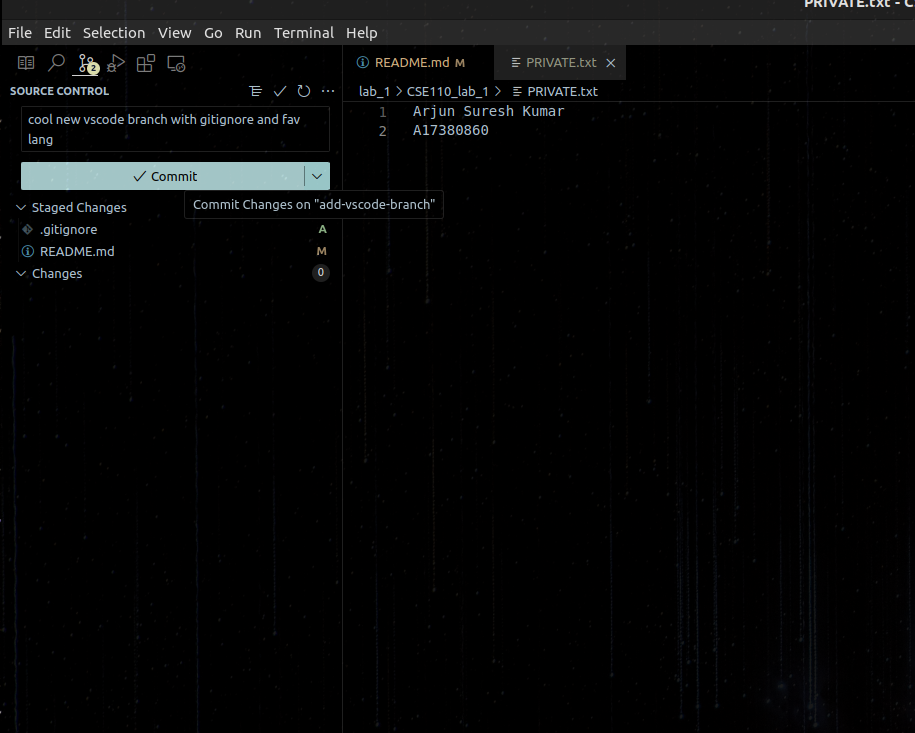 PRIVATE.txt - C
File Edit Selection View Go Run Terminal Help
2
README.md M
PRIVATE.txt
SOURCE CONTROL
lab_1 > CSE110_lab_1 > PRIVATE.txt
cool new vscode branch with gitignore and fav
lang
1 Arjun Suresh Kumar
2 A17380860
Commit
Commit Changes on "add-vscode-branch"
Staged Changes
.gitignore A
README.md M
Changes 0